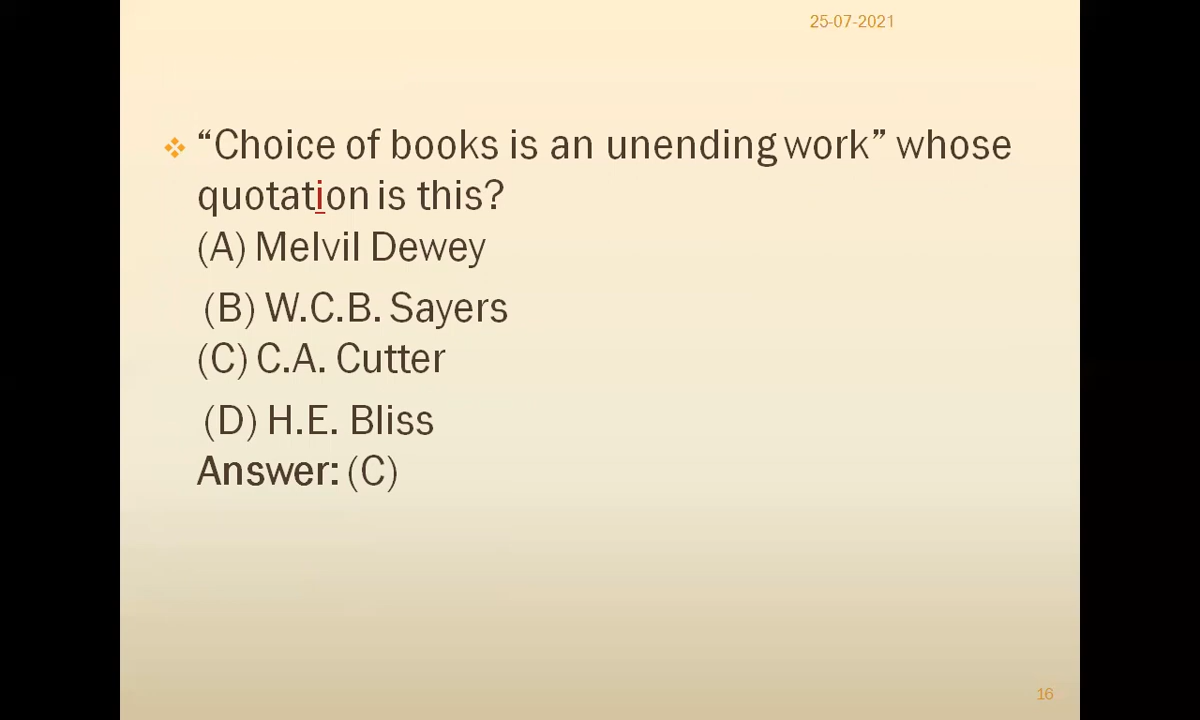 25-07-2021
❖ “Choice of books is an unending work” whose
quotation is this?
(A) Melvil Dewey
(B) W.C.B. Sayers
(C) C.A. Cutter
(D) H.E. Bliss
Answer: (C)
16